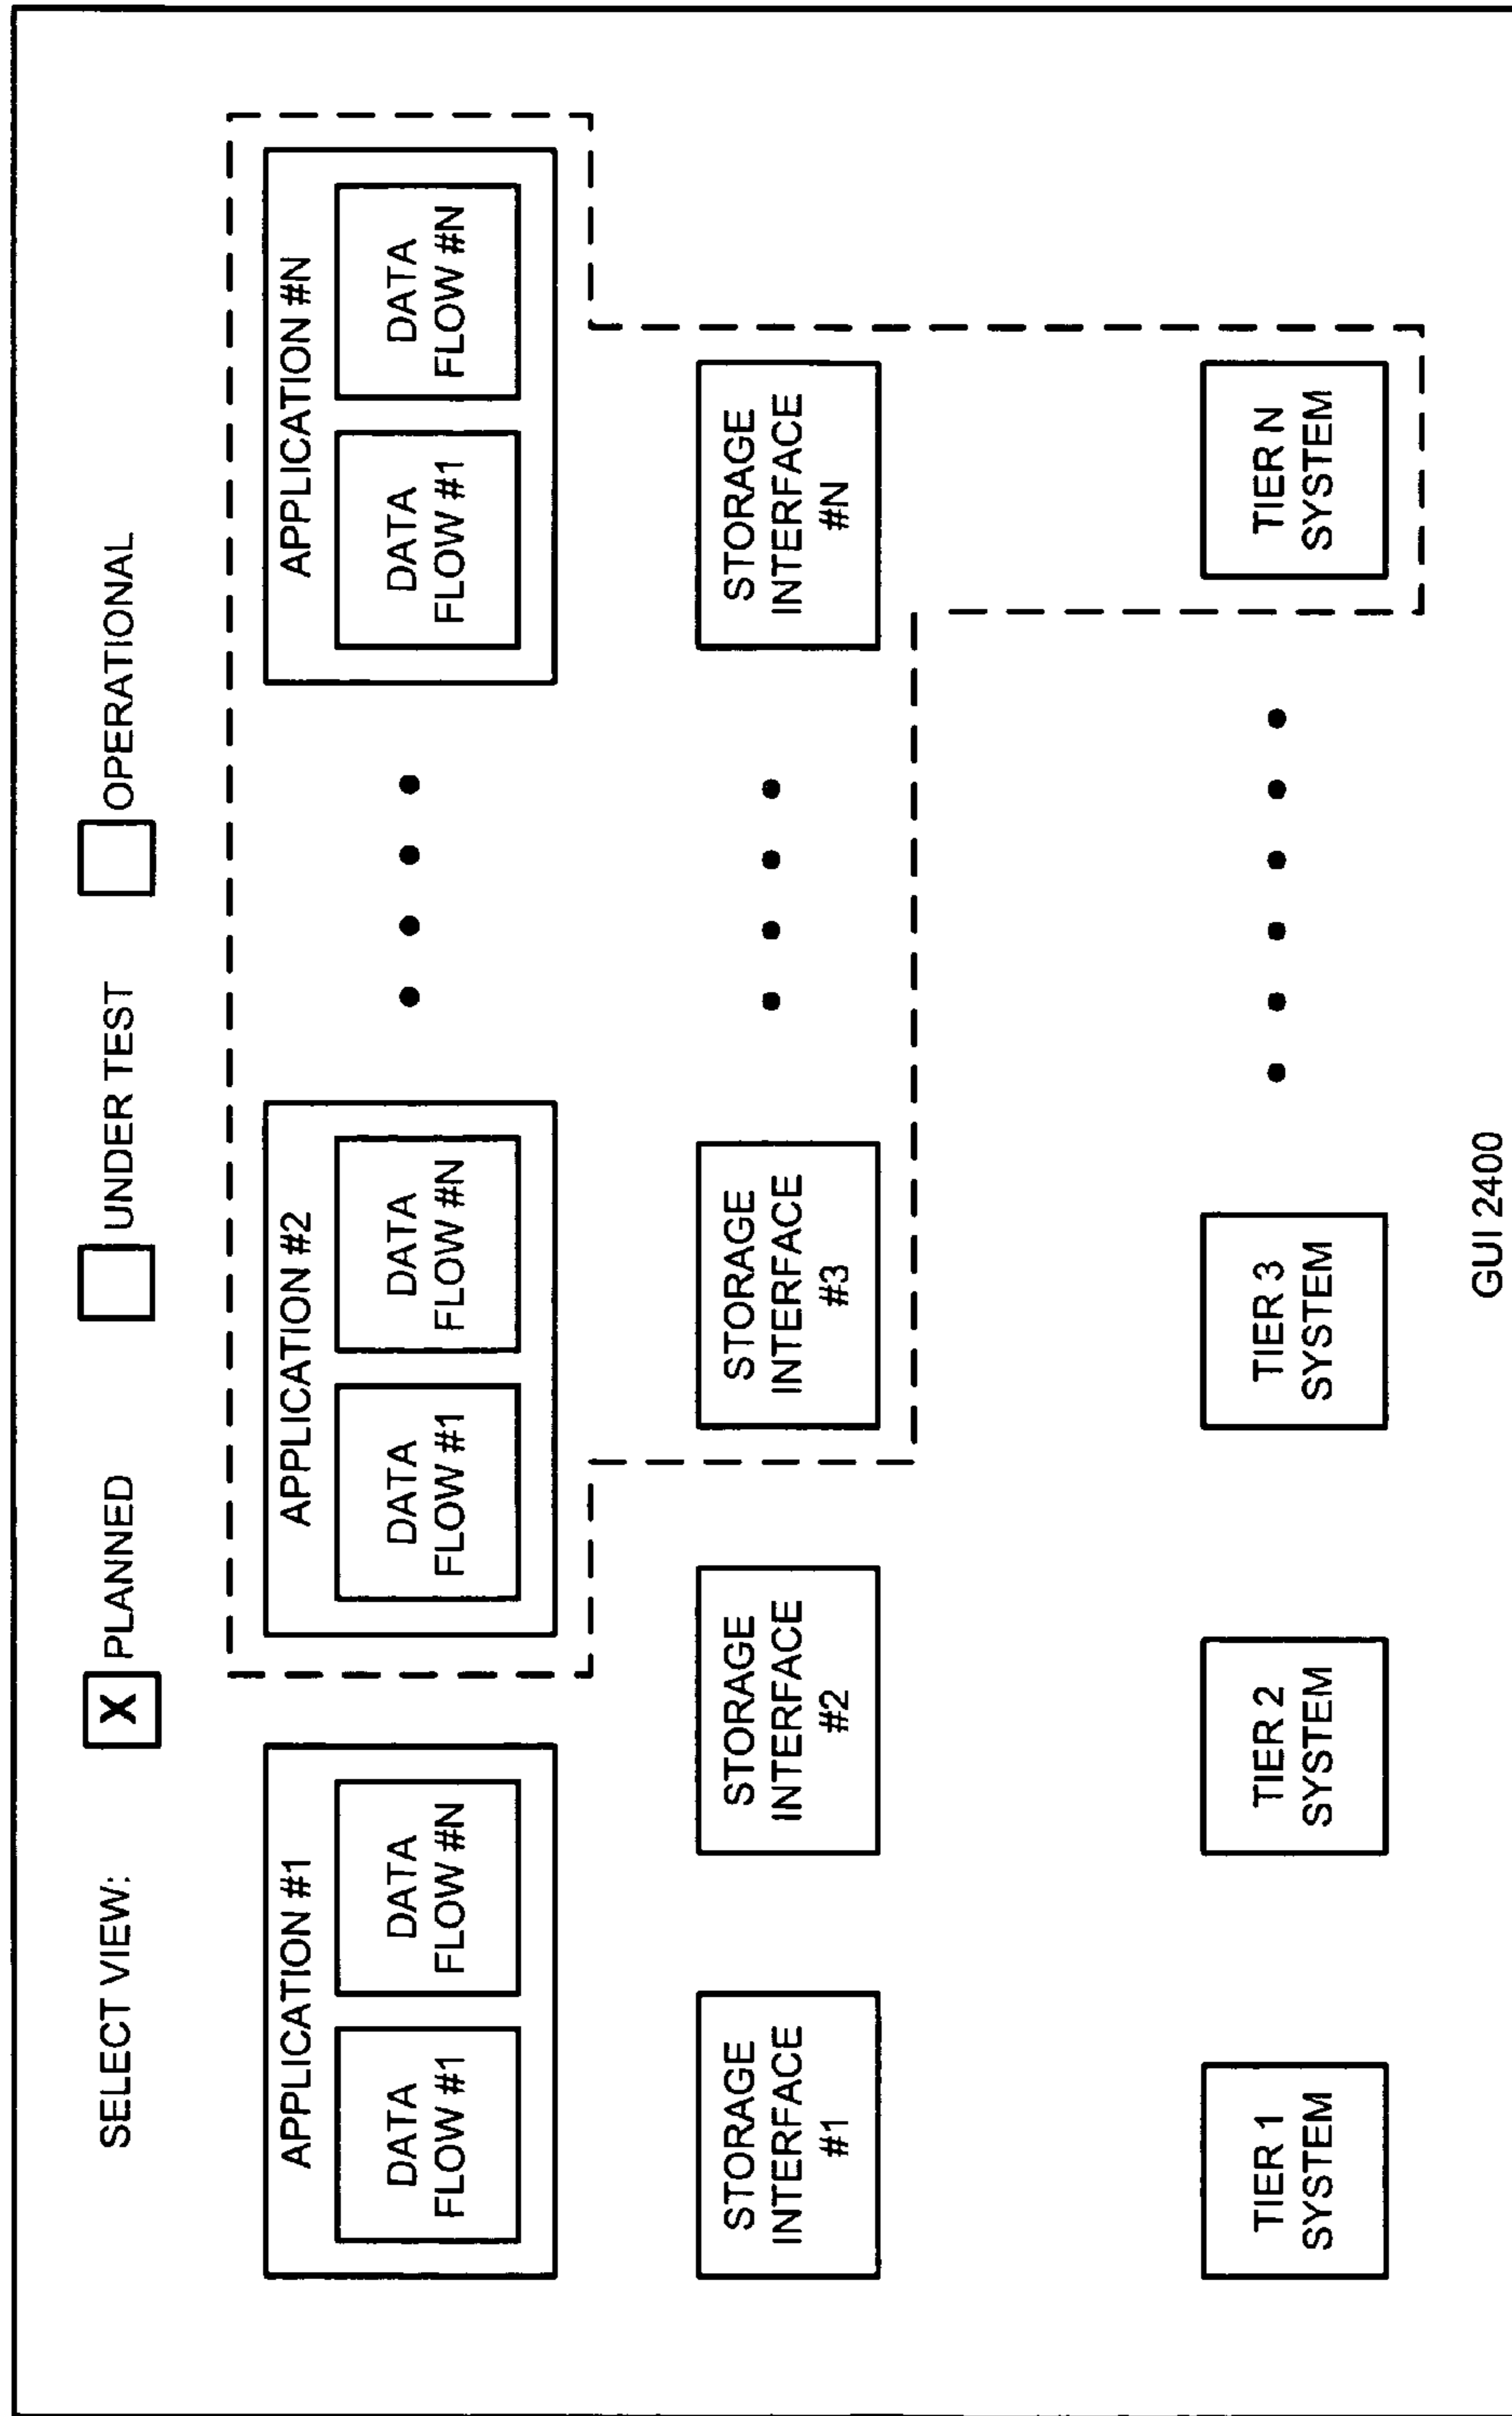 SELECT VIEW:
X
PLANNED
UNDER TEST
OPERATIONAL
APPLICATION #1
DATA
FLOW #1
DATA
FLOW #N
APPLICATION #2
DATA
FLOW #1
DATA
FLOW #N
APPLICATION #N
DATA
FLOW #1
DATA
FLOW #N
STORAGE
INTERFACE
#1
STORAGE
INTERFACE
#2
STORAGE
INTERFACE
#3
STORAGE
INTERFACE
#N
TIER 1
SYSTEM
TIER 2
SYSTEM
TIER 3
SYSTEM
TIER N
SYSTEM
GUI 2400